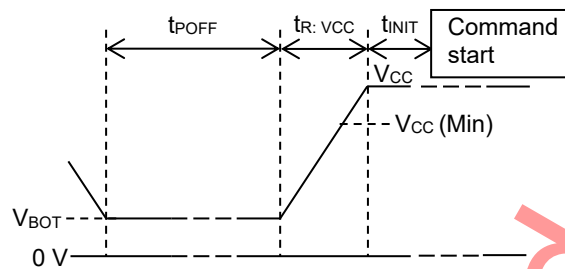 tPOFF
tR: VCC
tINIT
Command
start
VCC
VCC (Min)
VBOT
0 V